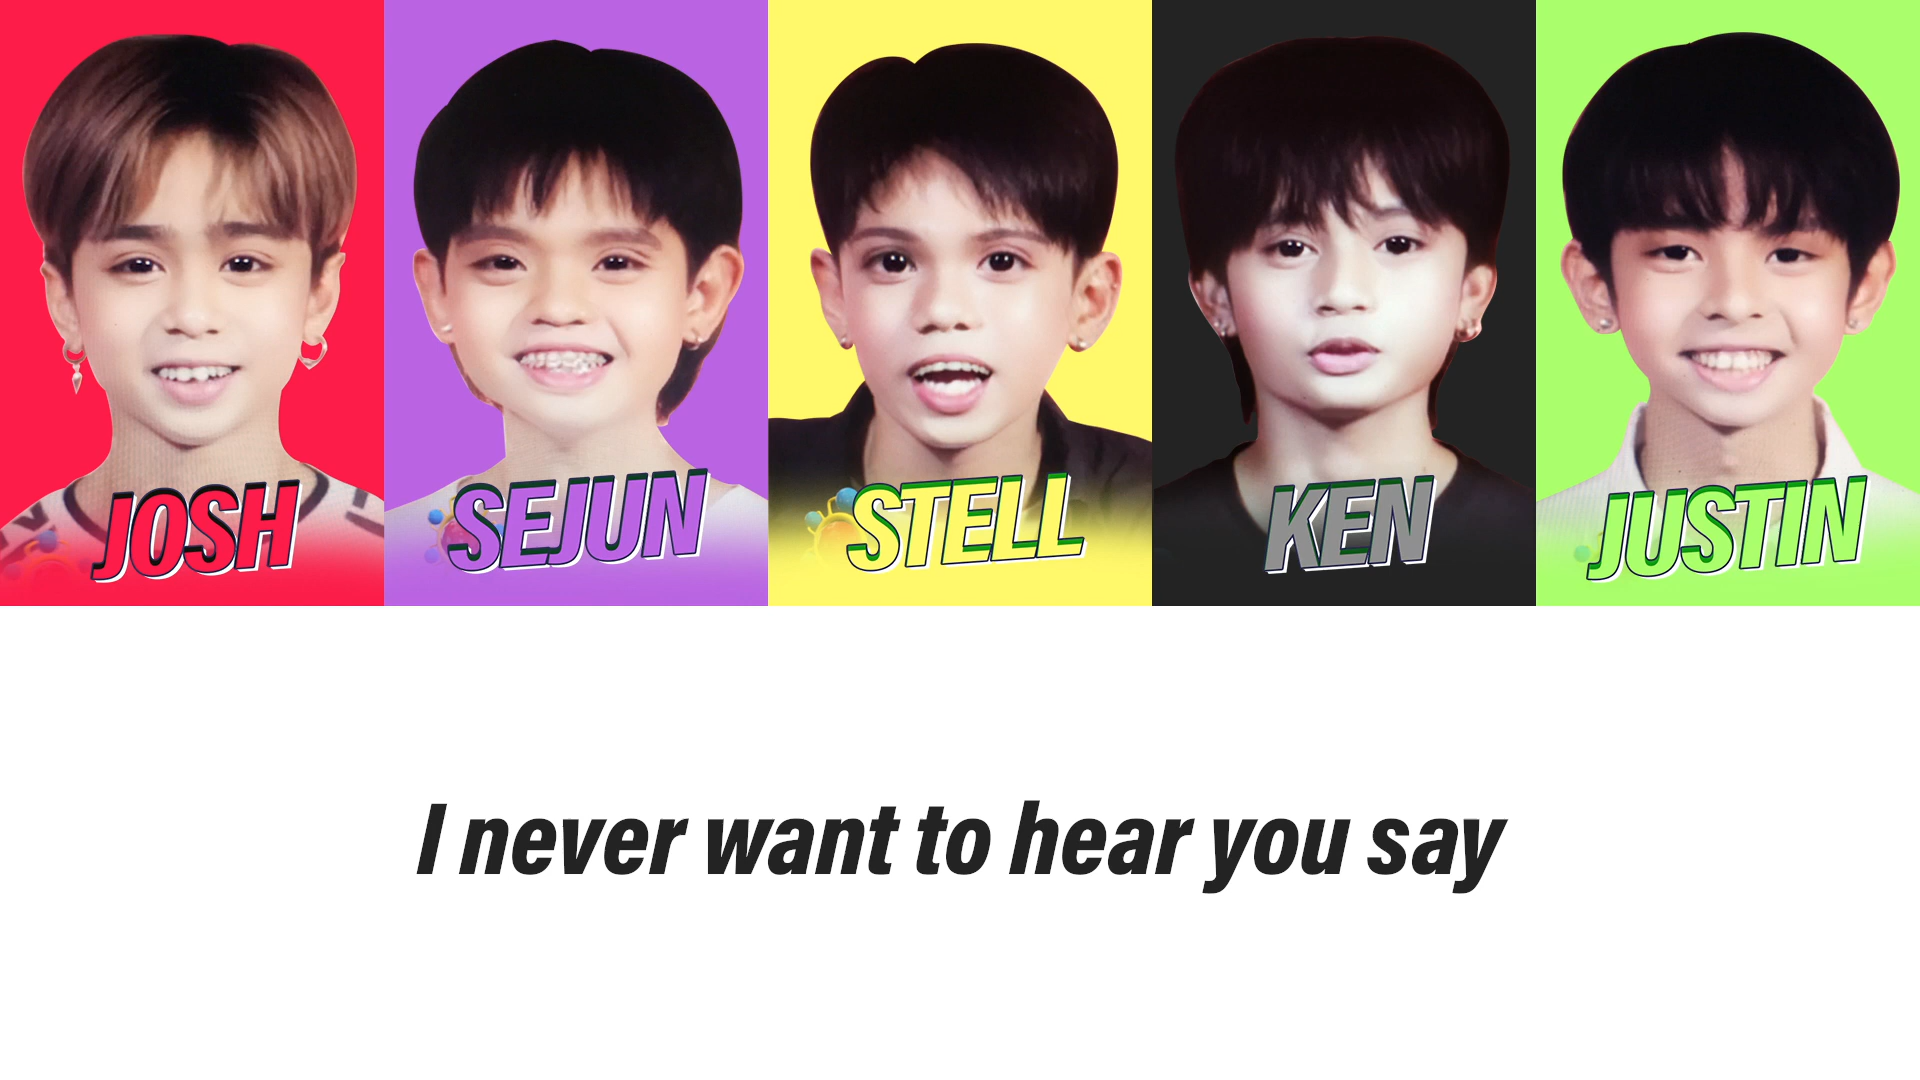 JOSH
SEJUN
STELL
KEN
JUSTIN
I never want to hear you say